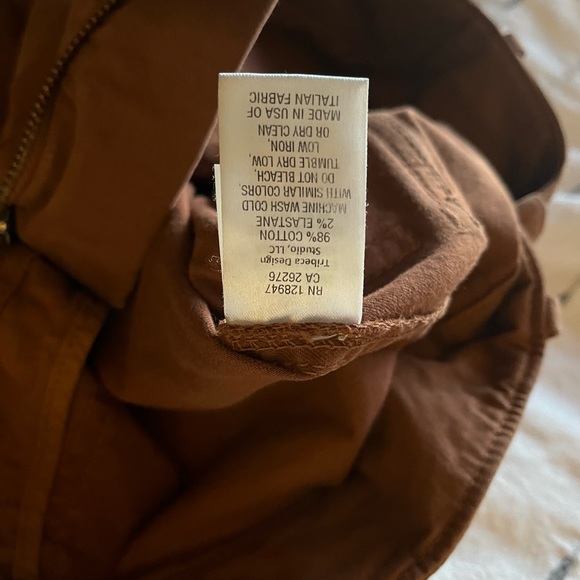 RN 128947
CA 26276
Tribeca Design
Studio, LLC
98% COTTON
2% ELASTANE
MACHINE WASH COLD
WITH SIMILAR COLORS,
DO NOT BLEACH,
TUMBLE DRY LOW,
LOW IRON,
OR DRY CLEAN
MADE IN USA OF
ITALIAN FABRIC